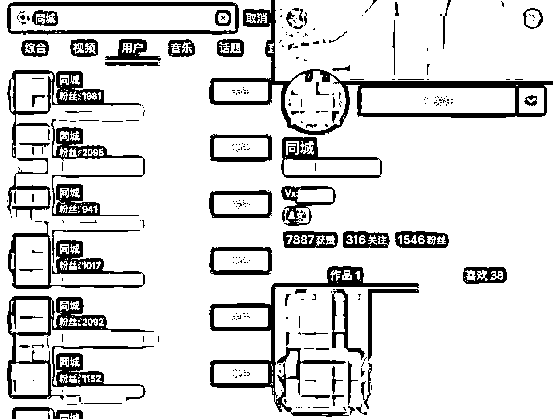 同城
取消
综合 视频 用户 音乐 话题
同城
粉丝:1981
同城
粉丝:2095
同城
粉丝:941
同城
粉丝:1017
同城
粉丝:2092
同城
粉丝:1152
同城
同城
7887获赞 316关注 1546粉丝
作品 1
喜欢 38